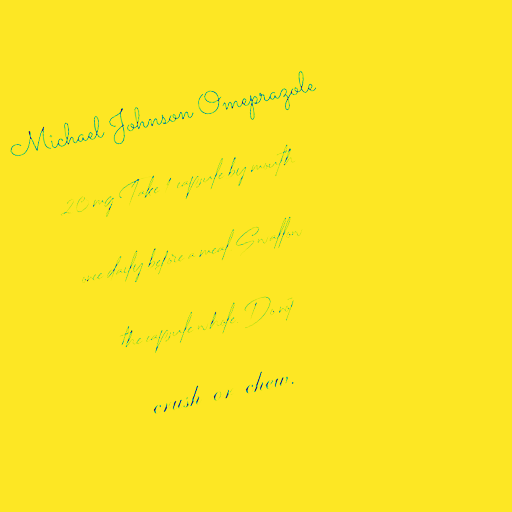 Michael Johnson Omeprazole
mg Take 1 capsule by mouth
once daily before a meal Swallow
the capsule whole Do not
crush or chew.